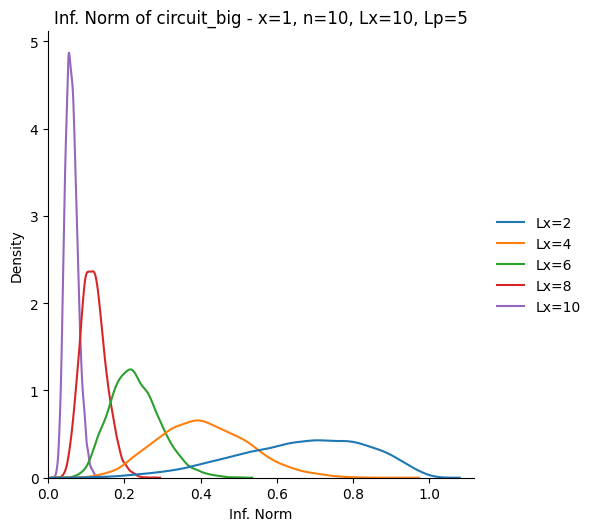 Inf. Norm of circuit_big - x=1, n=10, Lx=10, Lp=5
5
4
3
2
1
0
Density
0.0 0.2 0.4 0.6 0.8 1.0
Inf. Norm
Lx=2
Lx=4
Lx=6
Lx=8
Lx=10